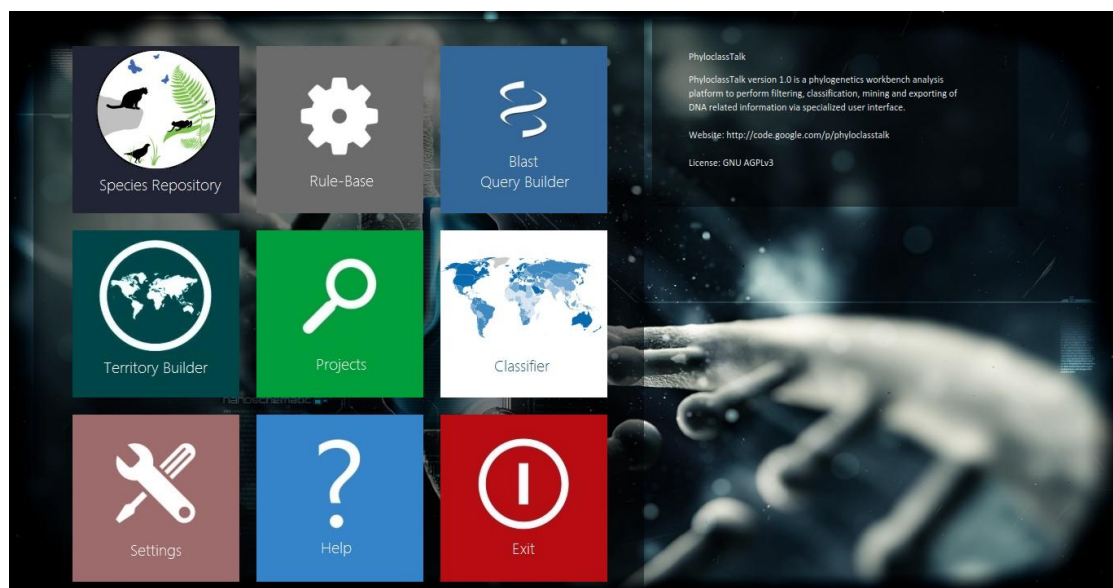 Species Repository
Rule-Base
Blast
Query Builder
Territory Builder
Projects
Classifier
Settings
Help
Exit
PhyloclassTalk
PhyloclassTalk version 1.0 is a phylogenetics workbench analysis
platform to perform filtering, classification, mining and exporting of
DNA related information via specialized user interface.
Website: http://code.google.com/p/phyloclasstalk
License: GNU AGPLv3
nanoschematic